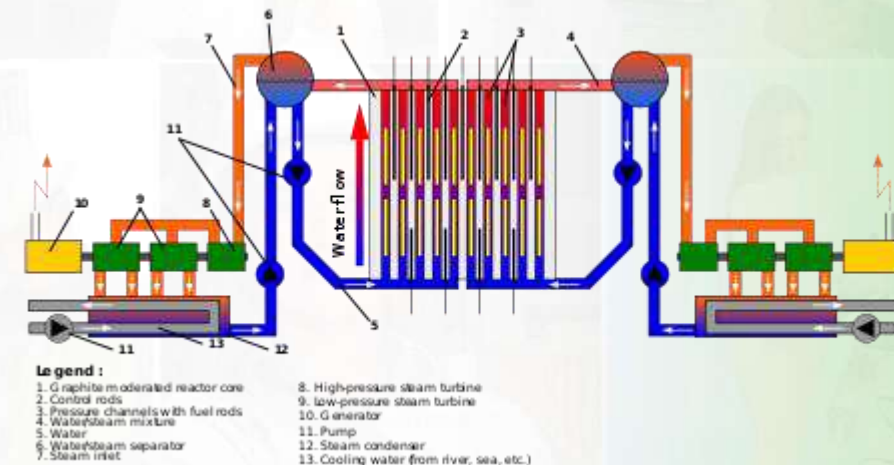 6
7
1
2
3
4
11
Water flow
10
9
8
5
11
13
12
Legend :
1. Graphite moderated reactor core
2. Control rods
3. Pressure channels with fuel rods
4. Water/steam mixture
5. Water
6. Water/steam separator
7. Steam inlet
8. High-pressure steam turbine
9. Low-pressure steam turbine
10. Generator
11. Pump
12. Steam condenser
13. Cooling water (from river, sea, etc.)